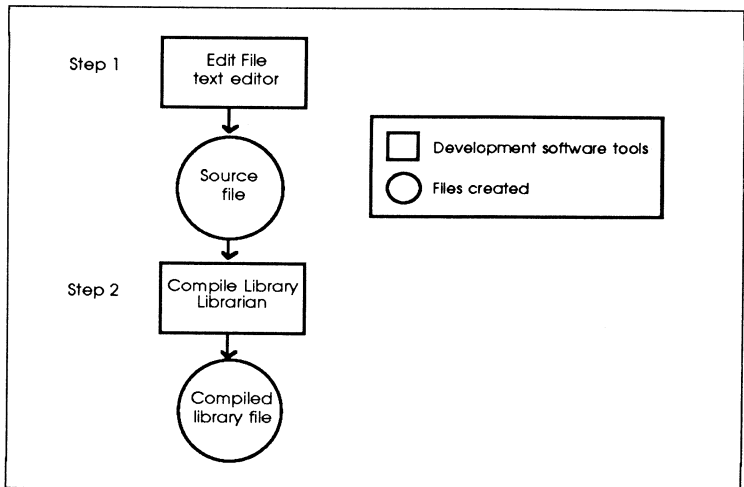 Step 1
Edit File
text editor
Source
file
Development software tools
Files created
Step 2
Compile Library
Librarian
Compiled
library file